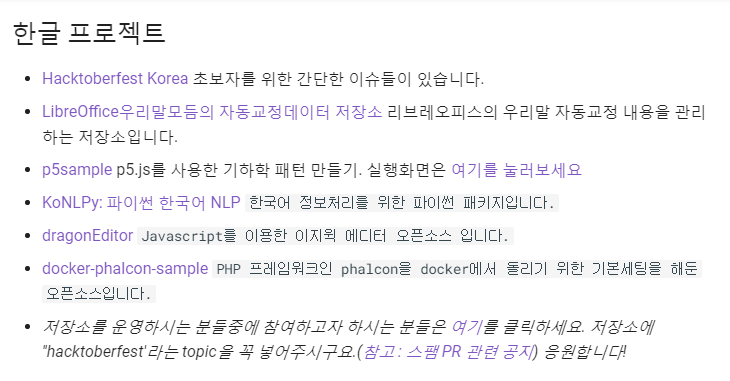 한글 프로젝트
Hacktoberfest Korea 초보자를 위한 간단한 이슈들이 있습니다.
LibreOffice우리말모듬의 자동교정데이터 저장소 리브레오피스의 우리말 자동교정 내용을 관리
하는 저장소입니다.
p5sample p5.js를 사용한 기하학 패턴 만들기. 실행화면은 여기를 눌러보세요
KoNLPy: 파이썬 한국어 NLP 한국어 정보처리를 위한 파이썬 패키지입니다.
dragonEditor Javascript를 이용한 이지윅 에디터 오픈소스 입니다.
docker-phalcon-sample PHP 프레임워크인 phalcon을 docker에서 돌리기 위한 기본세팅을 해둔
오픈소스입니다.
저장소를 운영하시는 분들중에 참여하고자 하시는 분들은 여기를 클릭하세요. 저장소에
"hacktoberfest'라는 topic을 꼭 넣어주시구요.(참고 : 스팸 PR 관련 공지) 응원합니다!